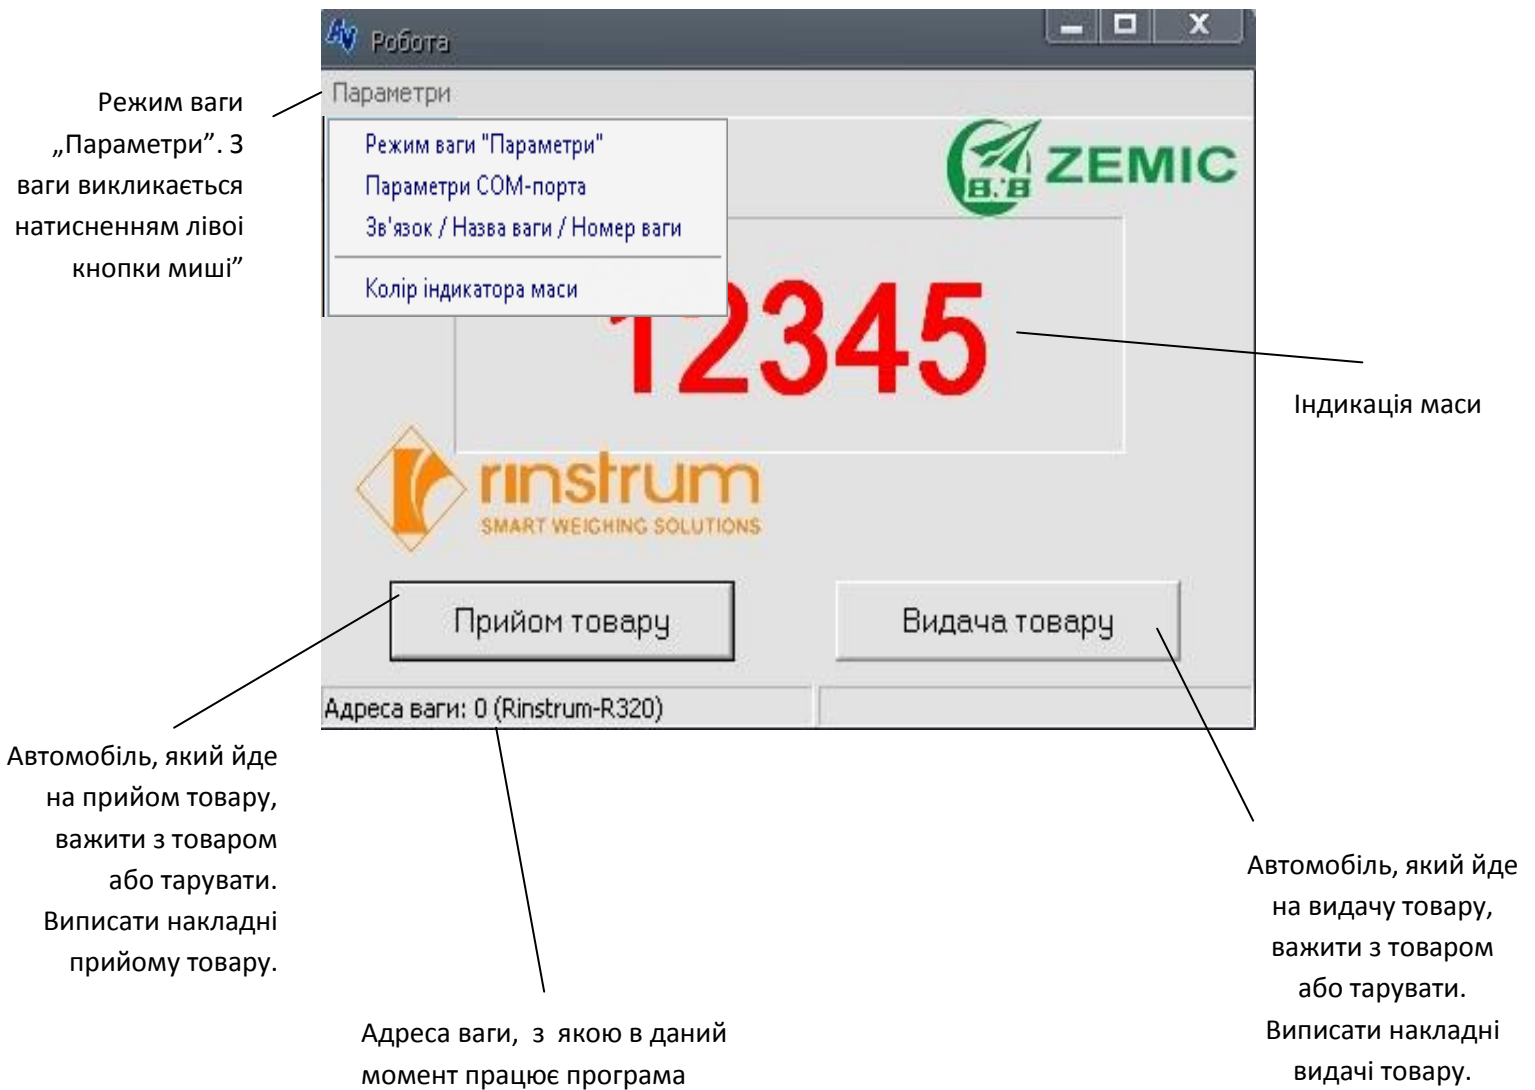 Робота
Параметри
Режим ваги "Параметри"
Параметри COM-порта
Зв'язок / Назва ваги / Номер ваги
Колір індикатора маси
ZEMIC
12345
rinstrum
SMART WEIGHING SOLUTIONS
Прийом товару
Видача товару
Адреса ваги: 0 (Rinstrum-R320)
Режим ваги
„Параметри”. З
ваги викликається
натисненням лівої
кнопки миші”
Індикація маси
Автомобіль, який йде
на прийом товару,
важити з товаром
або тарувати.
Виписати накладні
прийому товару.
Адреса ваги, з якою в даний
момент працює програма
Автомобіль, який йде
на видачу товару,
важити з товаром
або тарувати.
Виписати накладні
видачі товару.